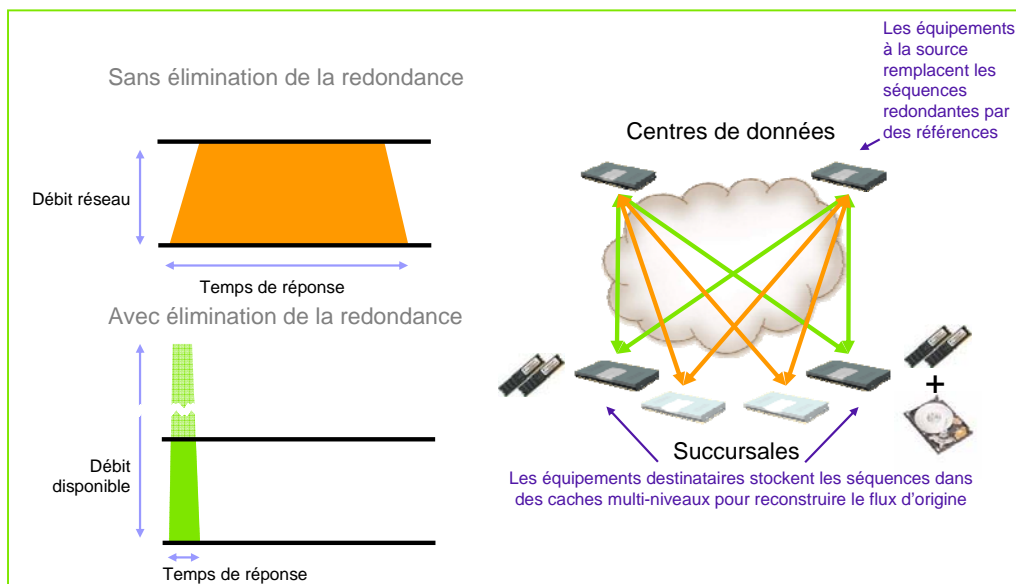 Sans élimination de la redondance
Débit réseau
Temps de réponse
Avec élimination de la redondance
Débit
disponible
Temps de réponse
Les équipements
à la source
remplacent les
séquences
redondantes par
des références
Centres de données
+
Succursales
Les équipements destinataires stockent les séquences dans
des caches multi-niveaux pour reconstruire le flux d'origine